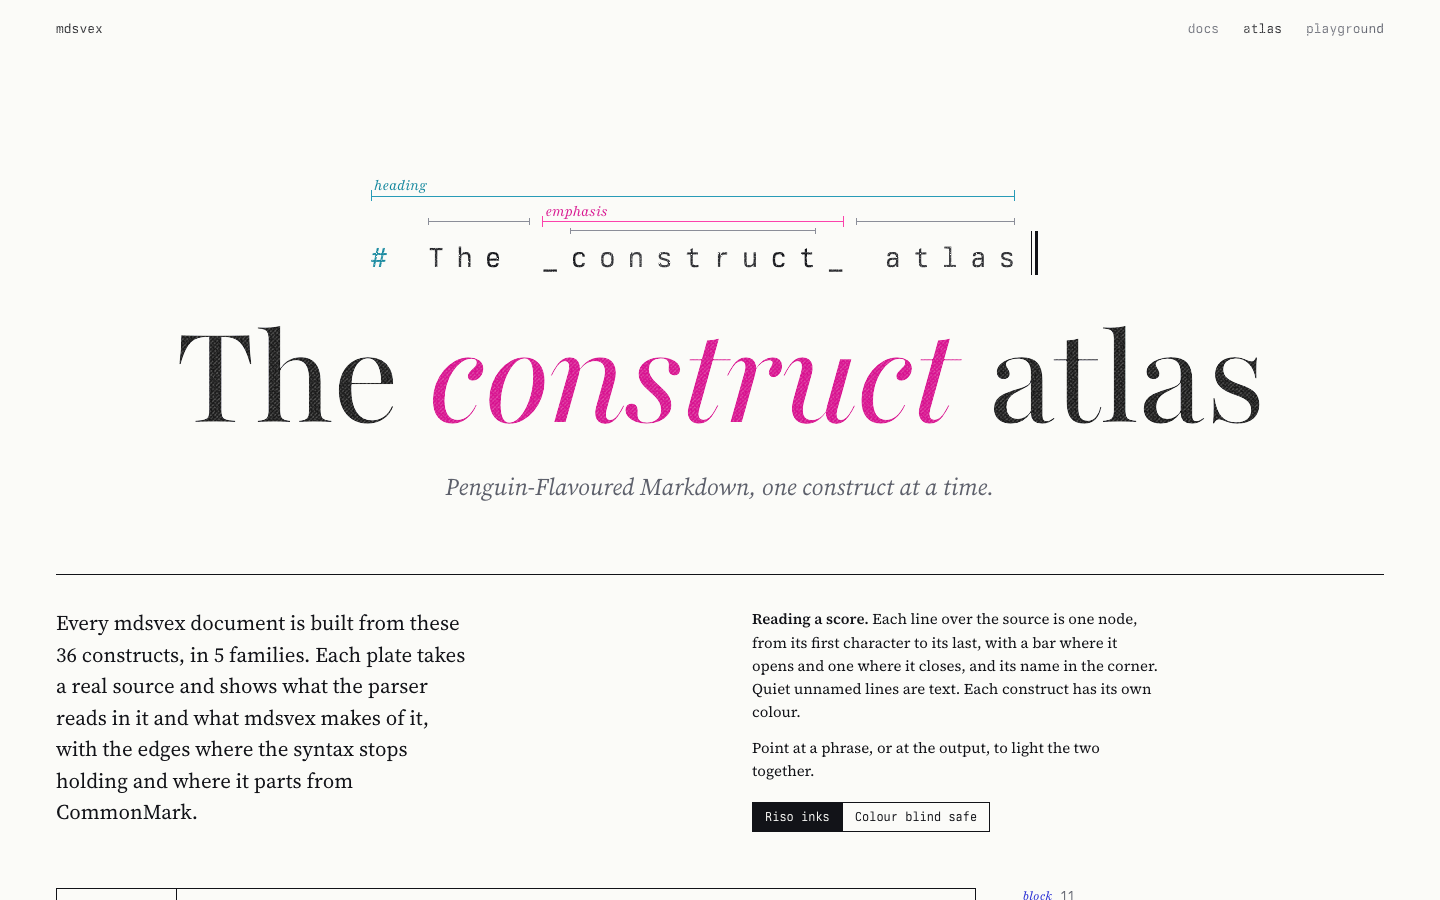 mdsvex
docs atlas playground
heading
emphasis
# The _construct_ atlas
The construct atlas
Penguin-Flavoured Markdown, one construct at a time.
Every mdsvex document is built from these
36 constructs, in 5 families. Each plate takes
a real source and shows what the parser
reads in it and what mdsvex makes of it,
with the edges where the syntax stops
holding and where it parts from
CommonMark.
Reading a score. Each line over the source is one node,
from its first character to its last, with a bar where it
opens and one where it closes, and its name in the corner.
Quiet unnamed lines are text. Each construct has its own
colour.
Point at a phrase, or at the output, to light the two
together.
Riso inks Colour blind safe
block 11